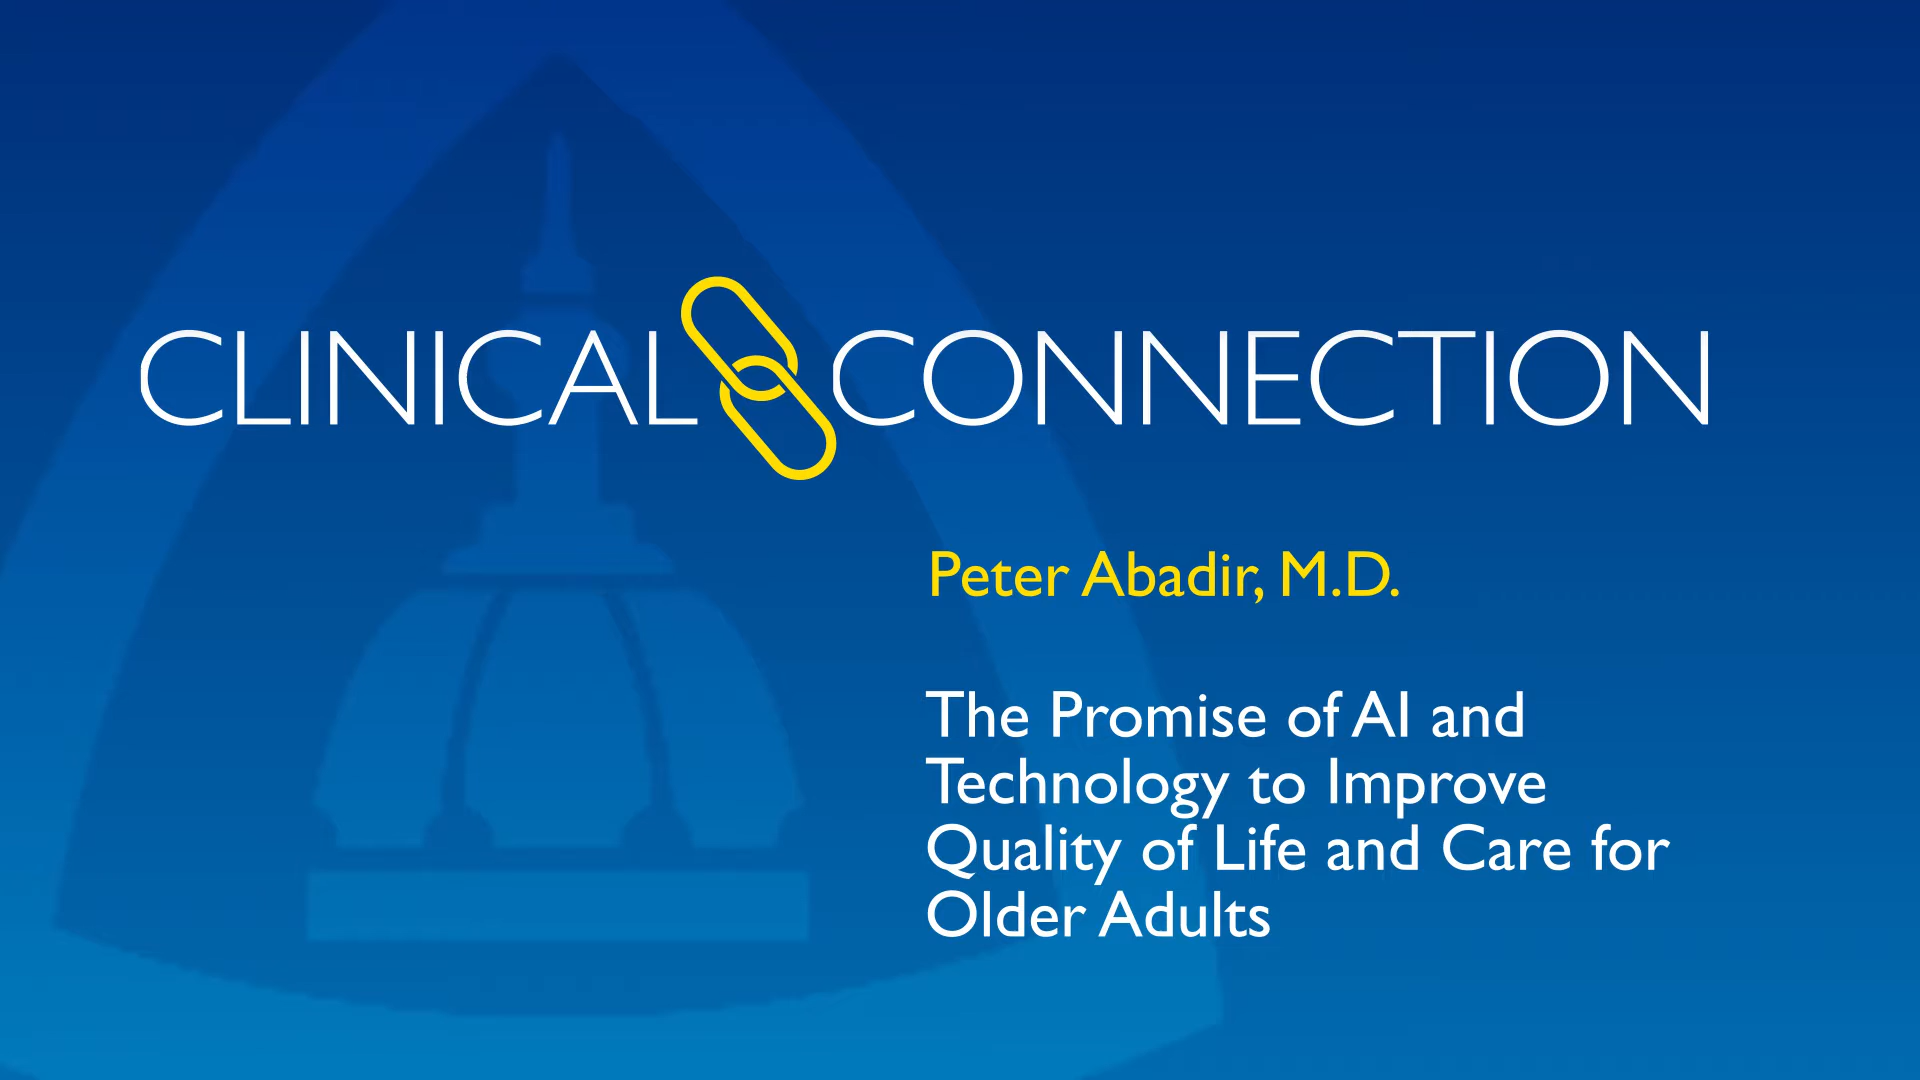 CLINICAL CONNECTION
Peter Abadir, M.D.
The Promise of AI and
Technology to Improve
Quality of Life and Care for
Older Adults